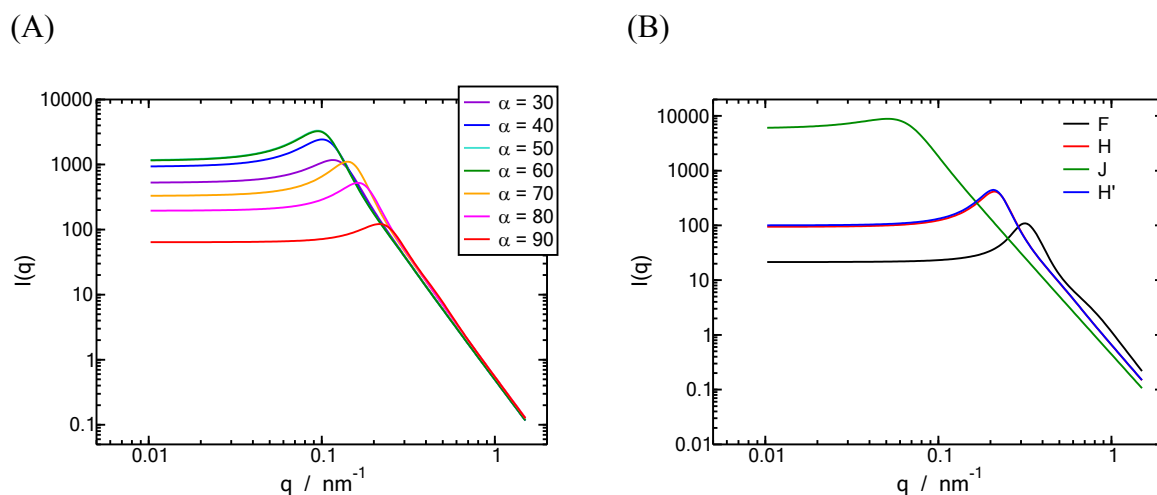 (A)
(B)
10000
1000
100
10
1
0.1
I(q)
0.01
0.1
1
q / nm⁻¹
α = 30
α = 40
α = 50
α = 60
α = 70
α = 80
α = 90
10000
1000
100
10
1
0.1
0.01
I(q)
0.01
0.1
1
q / nm⁻¹
F
H
J
H'